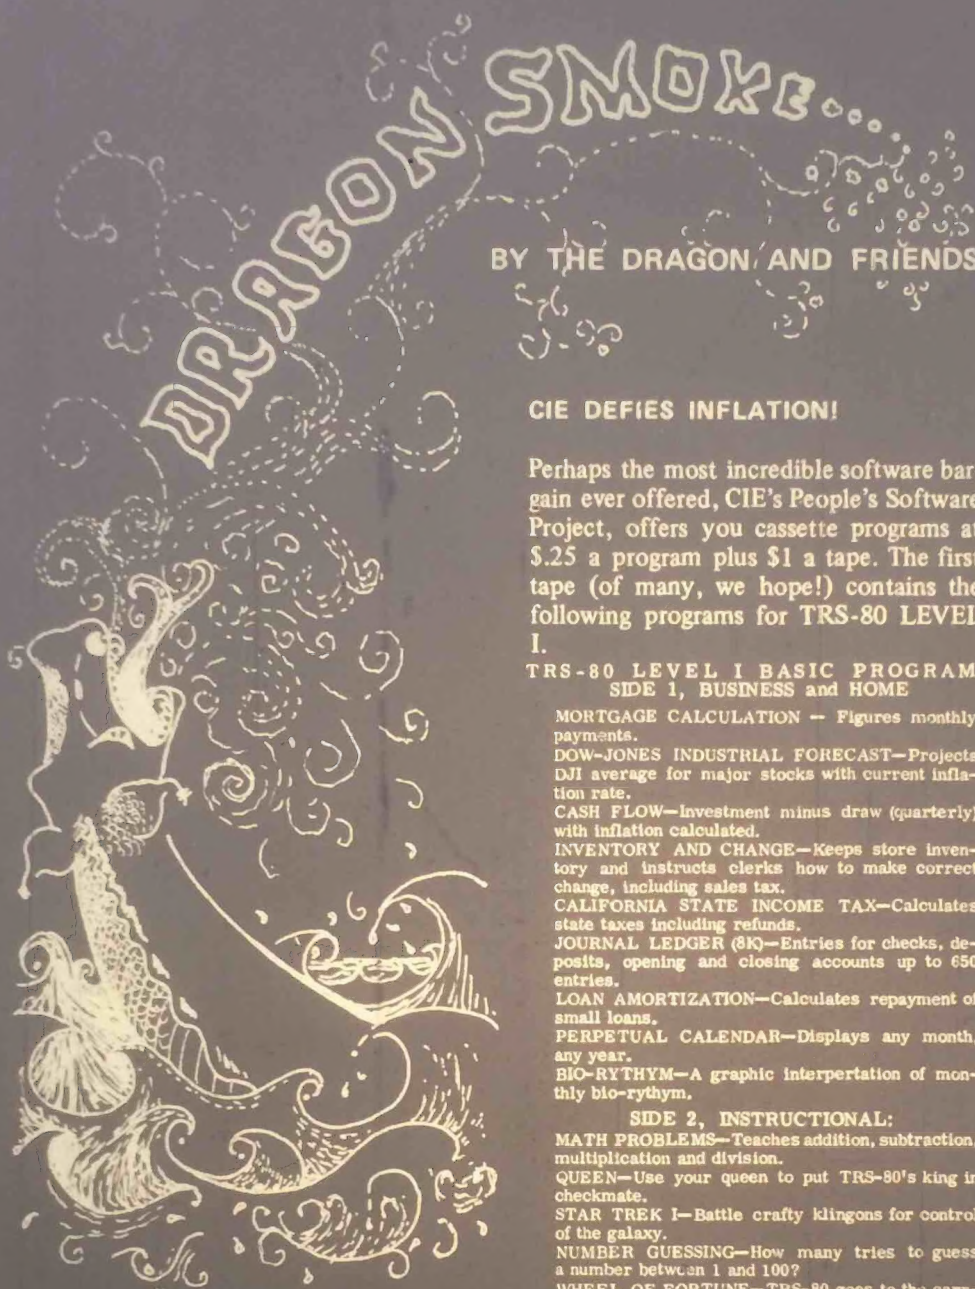 DRAGON SMOKE...
BY THE DRAGON AND FRIENDS
CIE DEFIES INFLATION!
Perhaps the most incredible software bar
gain ever offered, CIE's People's Software
Project, offers you cassette programs a
$.25 a program plus $1 a tape. The firs
tape (of many, we hope!) contains the
following programs for TRS-80 LEVEL
I.
TRS-80 LEVEL I BASIC PROGRAM
SIDE 1, BUSINESS and HOME
MORTGAGE CALCULATION — Figures monthly
payments.
DOW-JONES INDUSTRIAL FORECAST—Projects
DJI average for major stocks with current infla-
tion rate.
CASH FLOW—Investment minus draw (quarterly)
with inflation calculated.
INVENTORY AND CHANGE—Keeps store inven-
tory and instructs clerks how to make correct
change, including sales tax.
CALIFORNIA STATE INCOME TAX—Calculates
state taxes including refunds.
JOURNAL LEDGER (8K)—Entries for checks, de-
posits, opening and closing accounts up to 650
entries.
LOAN AMORTIZATION—Calculates repayment of
small loans.
PERPETUAL CALENDAR—Displays any month,
any year.
BIO-RYTHYM—A graphic interpertation of mon-
thly bio-rythym.
SIDE 2, INSTRUCTIONAL:
MATH PROBLEMS—Teaches addition, subtraction,
multiplication and division.
QUEEN—Use your queen to put TRS-80's king in
checkmate.
STAR TREK I—Battle crafty klingons for control
of the galaxy.
NUMBER GUESSING—How many tries to guess
a number between 1 and 100?
WHEEL OF FORTUNE—TRS-80 goes to the